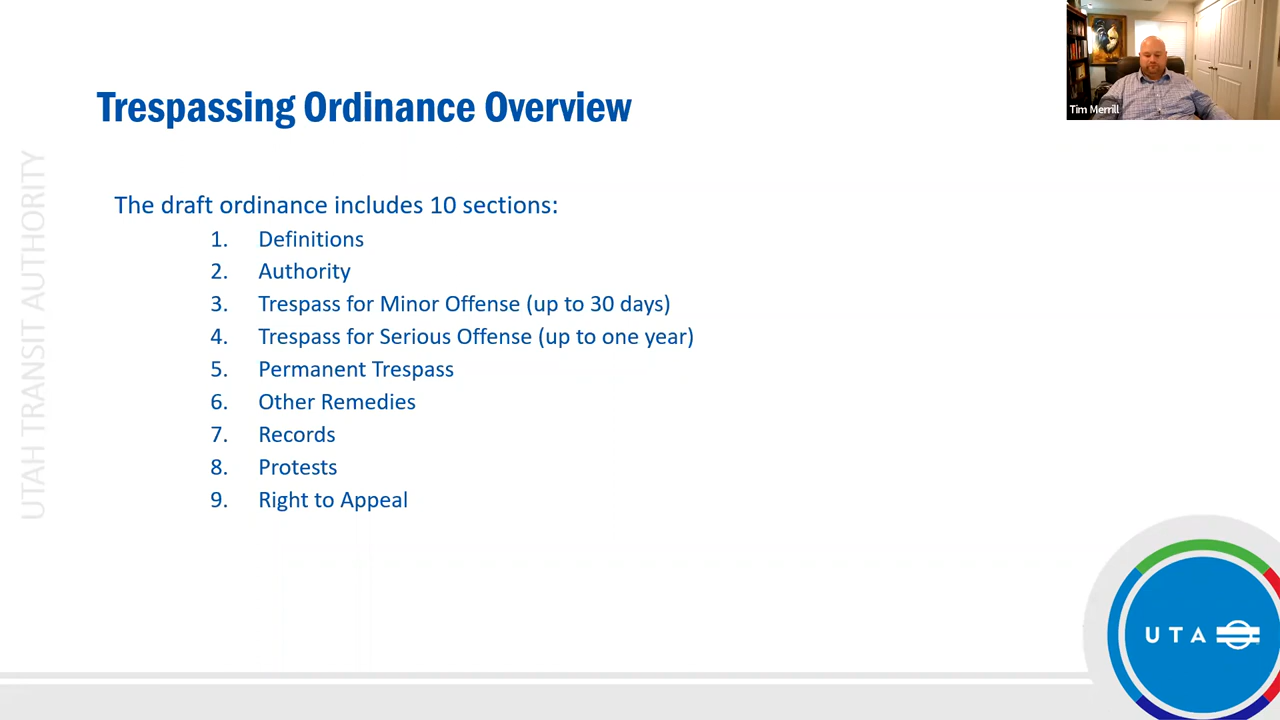 Trespassing Ordinance Overview
Tim Merrill
UTAH TRANSIT AUTHORITY
The draft ordinance includes 10 sections:
1. Definitions
2. Authority
3. Trespass for Minor Offense (up to 30 days)
4. Trespass for Serious Offense (up to one year)
5. Permanent Trespass
6. Other Remedies
7. Records
8. Protests
9. Right to Appeal
UTA